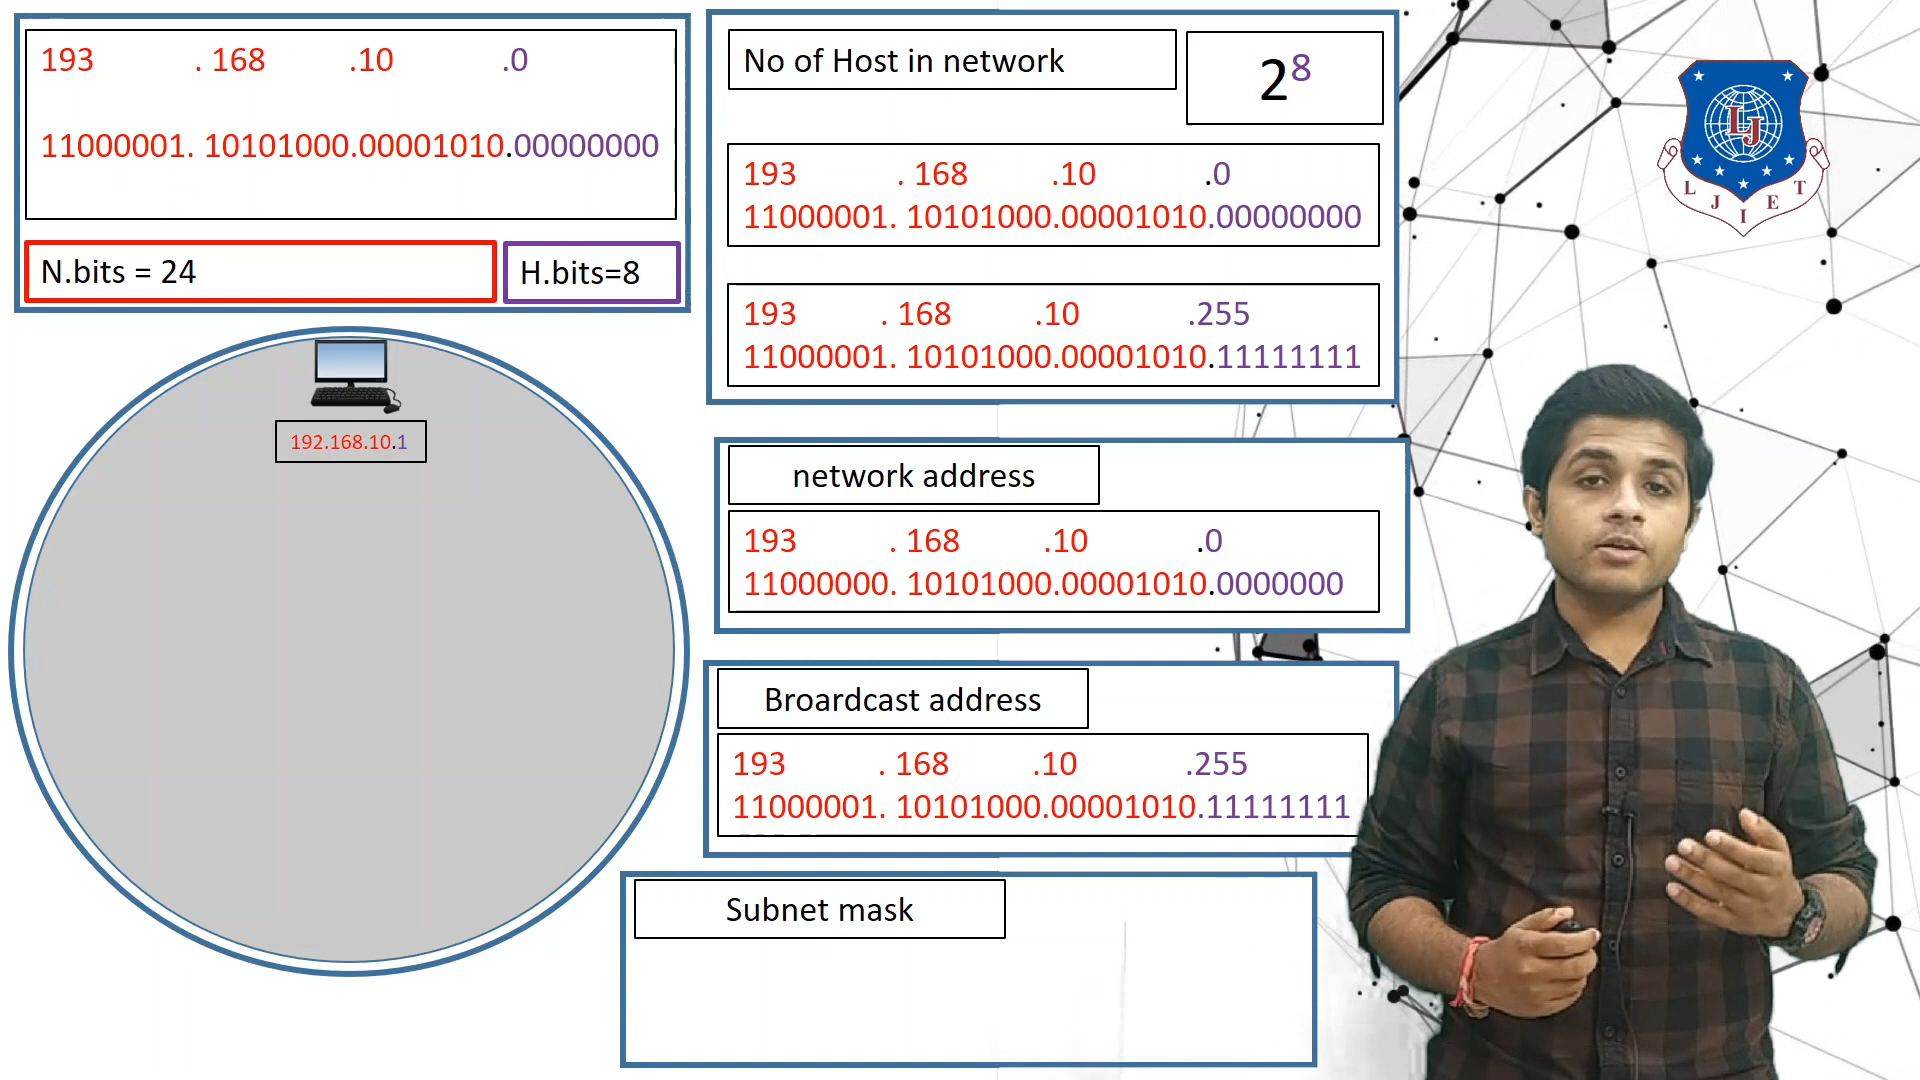 193 . 168 .10 .0
11000001. 10101000.00001010.00000000
N.bits = 24
H.bits=8
192.168.10.1
No of Host in network
2⁸
193 . 168 .10 .0
11000001. 10101000.00001010.00000000
193 . 168 .10 .255
11000001. 10101000.00001010.11111111
network address
193 . 168 .10 .0
11000000. 10101000.00001010.0000000
Broardcast address
193 . 168 .10 .255
11000001. 10101000.00001010.11111111
Subnet mask
LJ
L J I E T